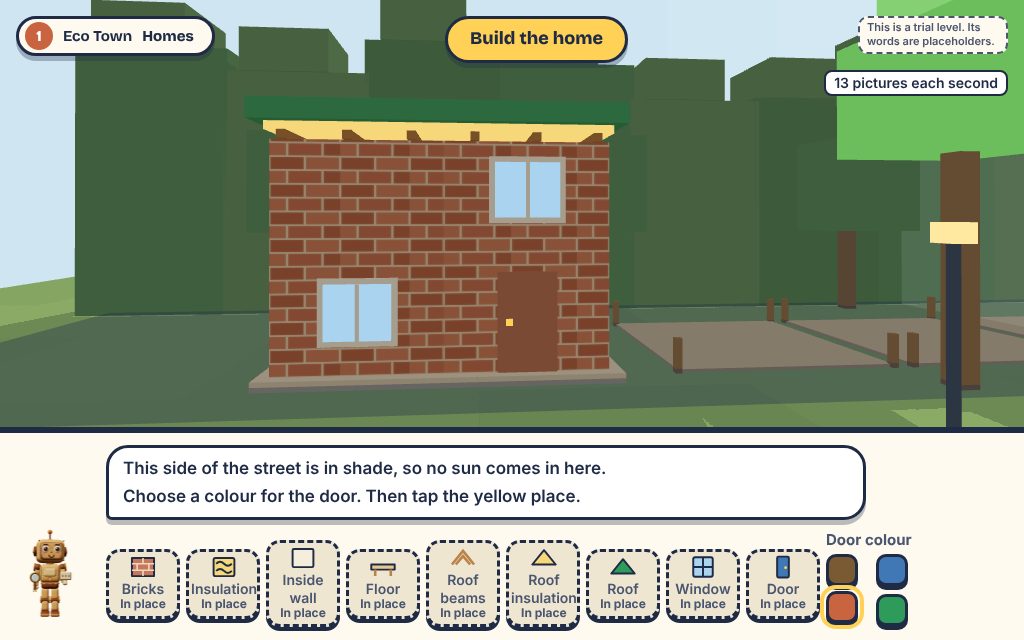 1 Eco Town Homes
Build the home
This is a trial level. Its
words are placeholders.
13 pictures each second
This side of the street is in shade, so no sun comes in here.
Choose a colour for the door. Then tap the yellow place.
Door colour
Bricks
In place
Insulation
In place
Inside
wall
In place
Floor
In place
Roof
beams
In place
Roof
insulation
In place
Roof
In place
Window
In place
Door
In place